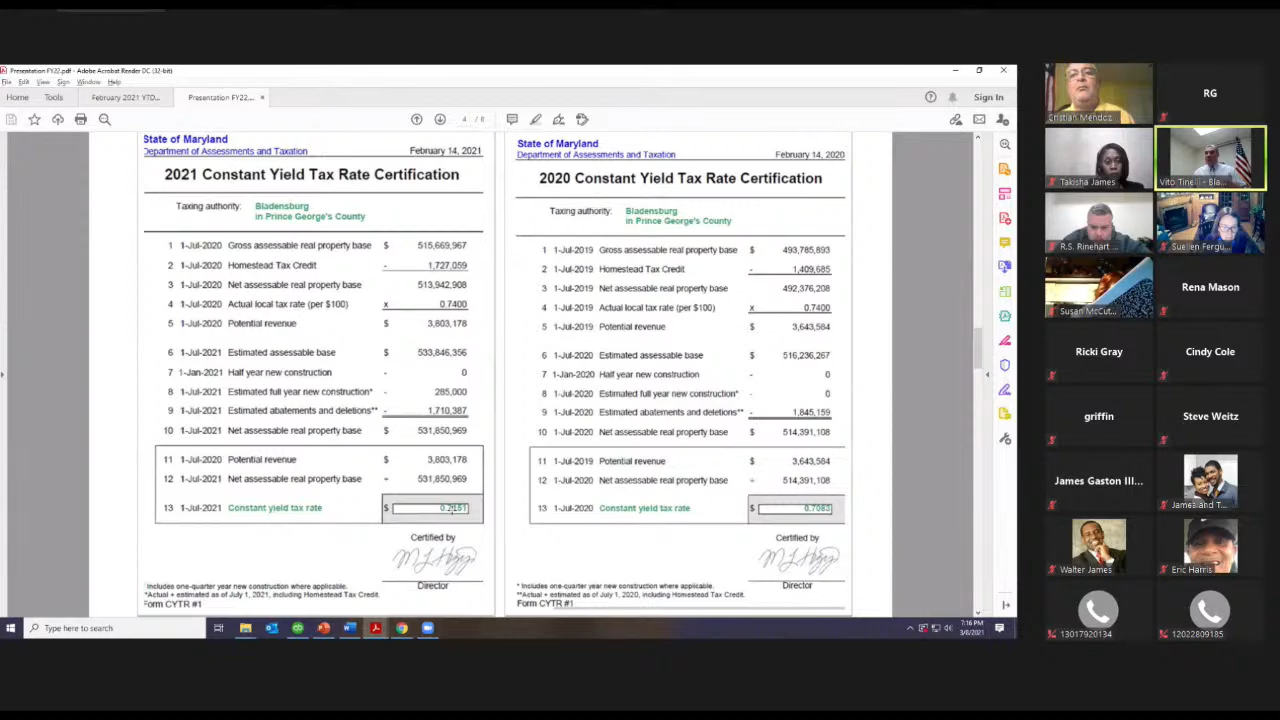 Presentation FY22.pdf - Adobe Acrobat Reader DC (32-bit)
File Edit View Sign Window Help
Home Tools February 2021 YTD... Presentation FY22... × Sign In
4 / 8
State of Maryland
Department of Assessments and Taxation February 14, 2021
2021 Constant Yield Tax Rate Certification
Taxing authority: Bladensburg
in Prince George's County
1 1-Jul-2020 Gross assessable real property base $ 515,669,967
2 1-Jul-2020 Homestead Tax Credit - 1,727,059
3 1-Jul-2020 Net assessable real property base 513,942,908
4 1-Jul-2020 Actual local tax rate (per $100) x 0.7400
5 1-Jul-2020 Potential revenue $ 3,803,178
6 1-Jul-2021 Estimated assessable base $ 533,846,356
7 1-Jan-2021 Half year new construction - 0
8 1-Jul-2021 Estimated full year new construction* - 285,000
9 1-Jul-2021 Estimated abatements and deletions** - 1,710,387
10 1-Jul-2021 Net assessable real property base $ 531,850,969
11 1-Jul-2020 Potential revenue $ 3,803,178
12 1-Jul-2021 Net assessable real property base ÷ 531,850,969
13 1-Jul-2021 Constant yield tax rate $
Certified by
Director
* Includes one-quarter year new construction where applicable.
**Actual + estimated as of July 1, 2021, including Homestead Tax Credit.
Form CYTR #1
State of Maryland
Department of Assessments and Taxation February 14, 2020
2020 Constant Yield Tax Rate Certification
Taxing authority: Bladensburg
in Prince George's County
1 1-Jul-2019 Gross assessable real property base $ 493,785,893
2 1-Jul-2019 Homestead Tax Credit - 1,409,685
3 1-Jul-2019 Net assessable real property base 492,376,208
4 1-Jul-2019 Actual local tax rate (per $100) x 0.7400
5 1-Jul-2019 Potential revenue $ 3,643,584
6 1-Jul-2020 Estimated assessable base $ 516,236,267
7 1-Jan-2020 Half year new construction - 0
8 1-Jul-2020 Estimated full year new construction* - 0
9 1-Jul-2020 Estimated abatements and deletions** - 1,845,159
10 1-Jul-2020 Net assessable real property base $ 514,391,108
11 1-Jul-2019 Potential revenue $ 3,643,584
12 1-Jul-2020 Net assessable real property base ÷ 514,391,108
13 1-Jul-2020 Constant yield tax rate $ 0.7083
Certified by
Director
* Includes one-quarter year new construction where applicable.
**Actual + estimated as of July 1, 2020, including Homestead Tax Credit.
Form CYTR #1
Type here to search
7:16 PM
3/8/2021
Cristian Mendoz
RG
Takisha James
Vito Tinelli - Bla...
R.S. Rinehart
Suellen Fergu...
Susan McCut...
Rena Mason
Ricki Gray
Cindy Cole
griffin
Steve Weitz
James Gaston III...
James and T...
Walter James
Eric Harris
13017920134
12022809185